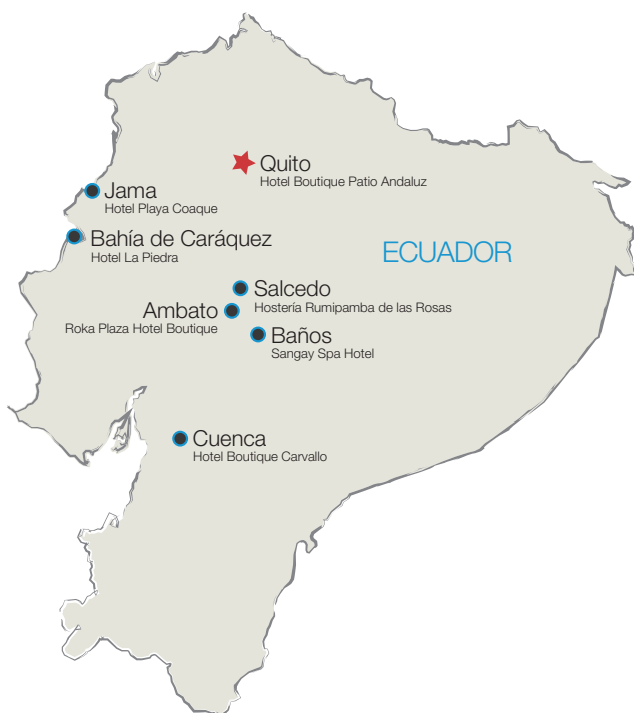 Quito
Hotel Boutique Patio Andaluz
Jama
Hotel Playa Coaque
Bahía de Caráquez
Hotel La Piedra
ECUADOR
Salcedo
Hostería Rumipamba de las Rosas
Ambato
Roka Plaza Hotel Boutique
Baños
Sangay Spa Hotel
Cuenca
Hotel Boutique Carvallo